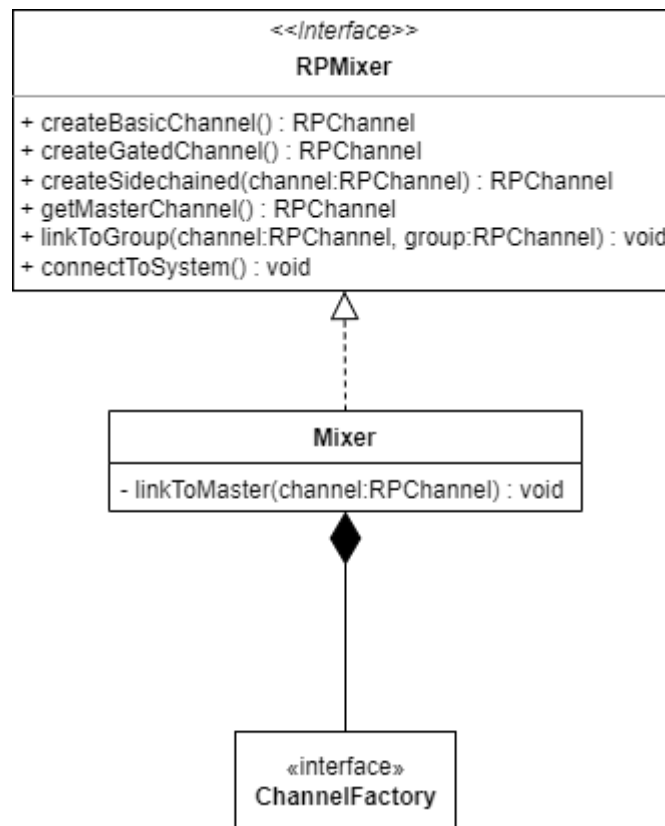 <<Interface>>
RPMixer
+ createBasicChannel() : RPChannel
+ createGatedChannel() : RPChannel
+ createSidechained(channel:RPChannel) : RPChannel
+ getMasterChannel() : RPChannel
+ linkToGroup(channel:RPChannel, group:RPChannel) : void
+ connectToSystem() : void
Mixer
- linkToMaster(channel:RPChannel) : void
«interface»
ChannelFactory